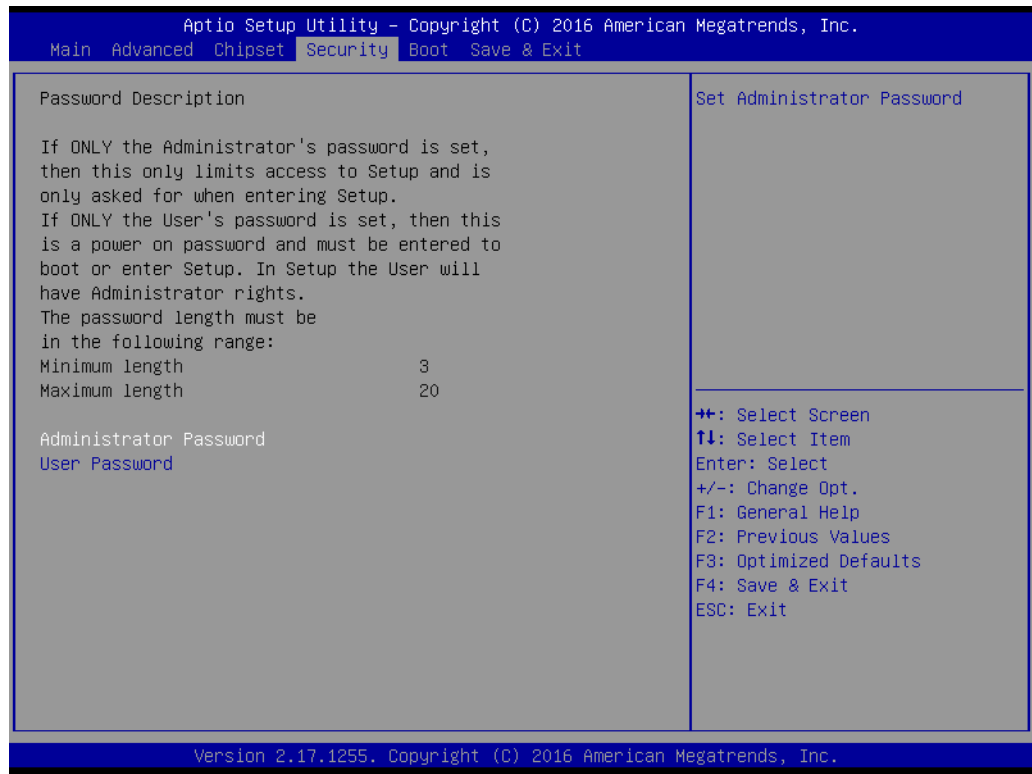 Aptio Setup Utility – Copyright (C) 2016 American Megatrends, Inc.
Main Advanced Chipset Security Boot Save & Exit
Password Description
If ONLY the Administrator's password is set,
then this only limits access to Setup and is
only asked for when entering Setup.
If ONLY the User's password is set, then this
is a power on password and must be entered to
boot or enter Setup. In Setup the User will
have Administrator rights.
The password length must be
in the following range:
Minimum length 3
Maximum length 20
Administrator Password
User Password
Set Administrator Password
→←: Select Screen
↑↓: Select Item
Enter: Select
+/-: Change Opt.
F1: General Help
F2: Previous Values
F3: Optimized Defaults
F4: Save & Exit
ESC: Exit
Version 2.17.1255. Copyright (C) 2016 American Megatrends, Inc.